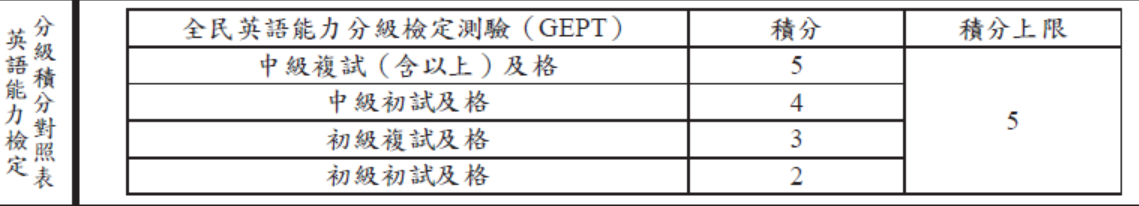 英語能力檢定
分級積分對照表
全民英語能力分級檢定測驗（GEPT） 積分 積分上限
中級複試（含以上）及格 5
中級初試及格 4
初級複試及格 3
初級初試及格 2
5